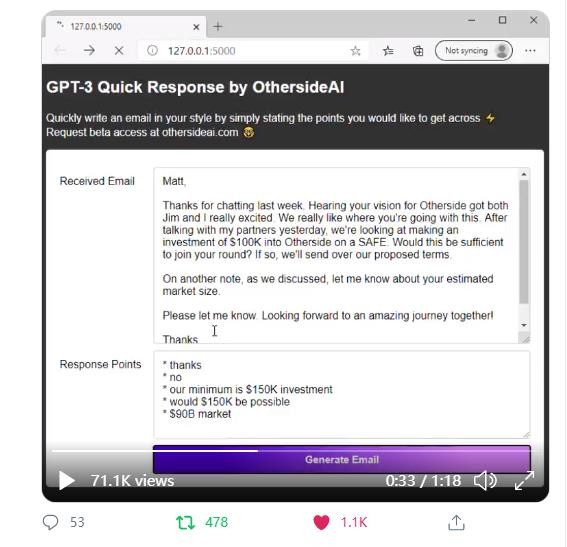 127.0.0.1:5000
127.0.0.1:5000
Not syncing
GPT-3 Quick Response by OthersideAI
Quickly write an email in your style by simply stating the points you would like to get across ⚡
Request beta access at othersideai.com
Received Email
Matt,
Thanks for chatting last week. Hearing your vision for Otherside got both
Jim and I really excited. We really like where you're going with this. After
talking with my partners yesterday, we're looking at making an
investment of $100K into Otherside on a SAFE. Would this be sufficient
to join your round? If so, we'll send over our proposed terms.
On another note, as we discussed, let me know about your estimated
market size.
Please let me know. Looking forward to an amazing journey together!
Thanks
Response Points
* thanks
* no
* our minimum is $150K investment
* would $150K be possible
* $90B market
Generate Email
71.1K views
0:33 / 1:18
53
478
1.1K